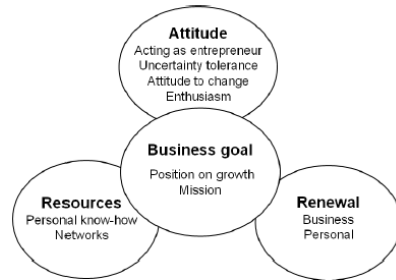 Attitude
Acting as entrepreneur
Uncertainty tolerance
Attitude to change
Enthusiasm
Business goal
Position on growth
Mission
Resources
Personal know-how
Networks
Renewal
Business
Personal